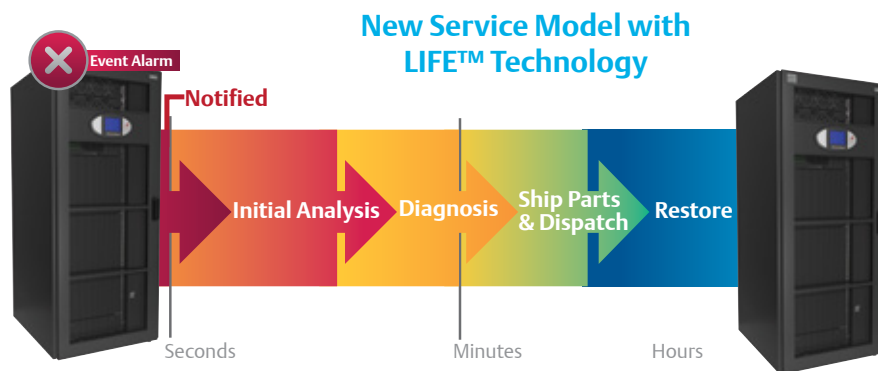 New Service Model with
LIFE™ Technology
Event Alarm
Notified
Initial Analysis
Diagnosis
Ship Parts
& Dispatch
Restore
Seconds
Minutes
Hours